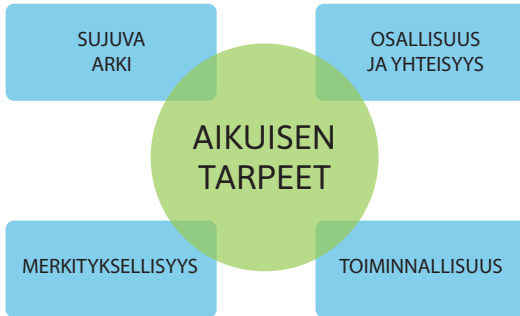 SUJUVA
ARKI
OSALLISUUS
JA YHTEISYYS
AIKUISEN
TARPEET
MERKITYKSELLISYYS
TOIMINNALLISUUS